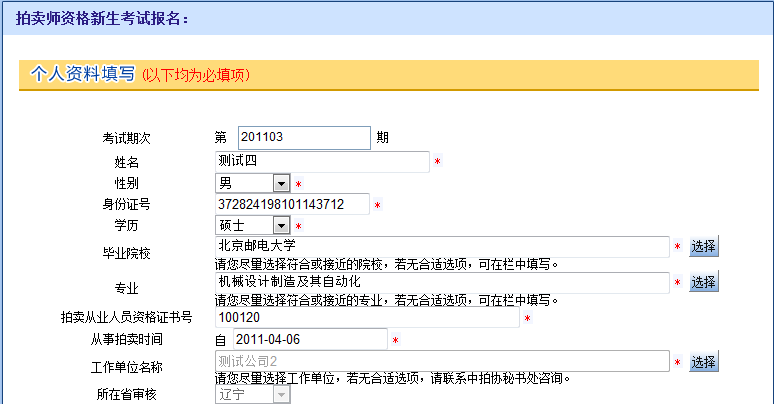 拍卖师资格新生考试报名：
个人资料填写 (以下均为必填项)
考试期次 第 201103 期
姓名 测试四 *
性别 男 *
身份证号 372824198101143712 *
学历 硕士 *
毕业院校 北京邮电大学 * 选择
请您尽量选择符合或接近的院校，若无合适选项，可在栏中填写。
专业 机械设计制造及其自动化 * 选择
请您尽量选择符合或接近的专业，若无合适选项，可在栏中填写。
拍卖从业人员资格证书号 100120 *
从事拍卖时间 自 2011-04-06 *
工作单位名称 测试公司2 * 选择
请您尽量选择工作单位，若无合适选项，请联系中拍协秘书处咨询。
所在省审核 辽宁